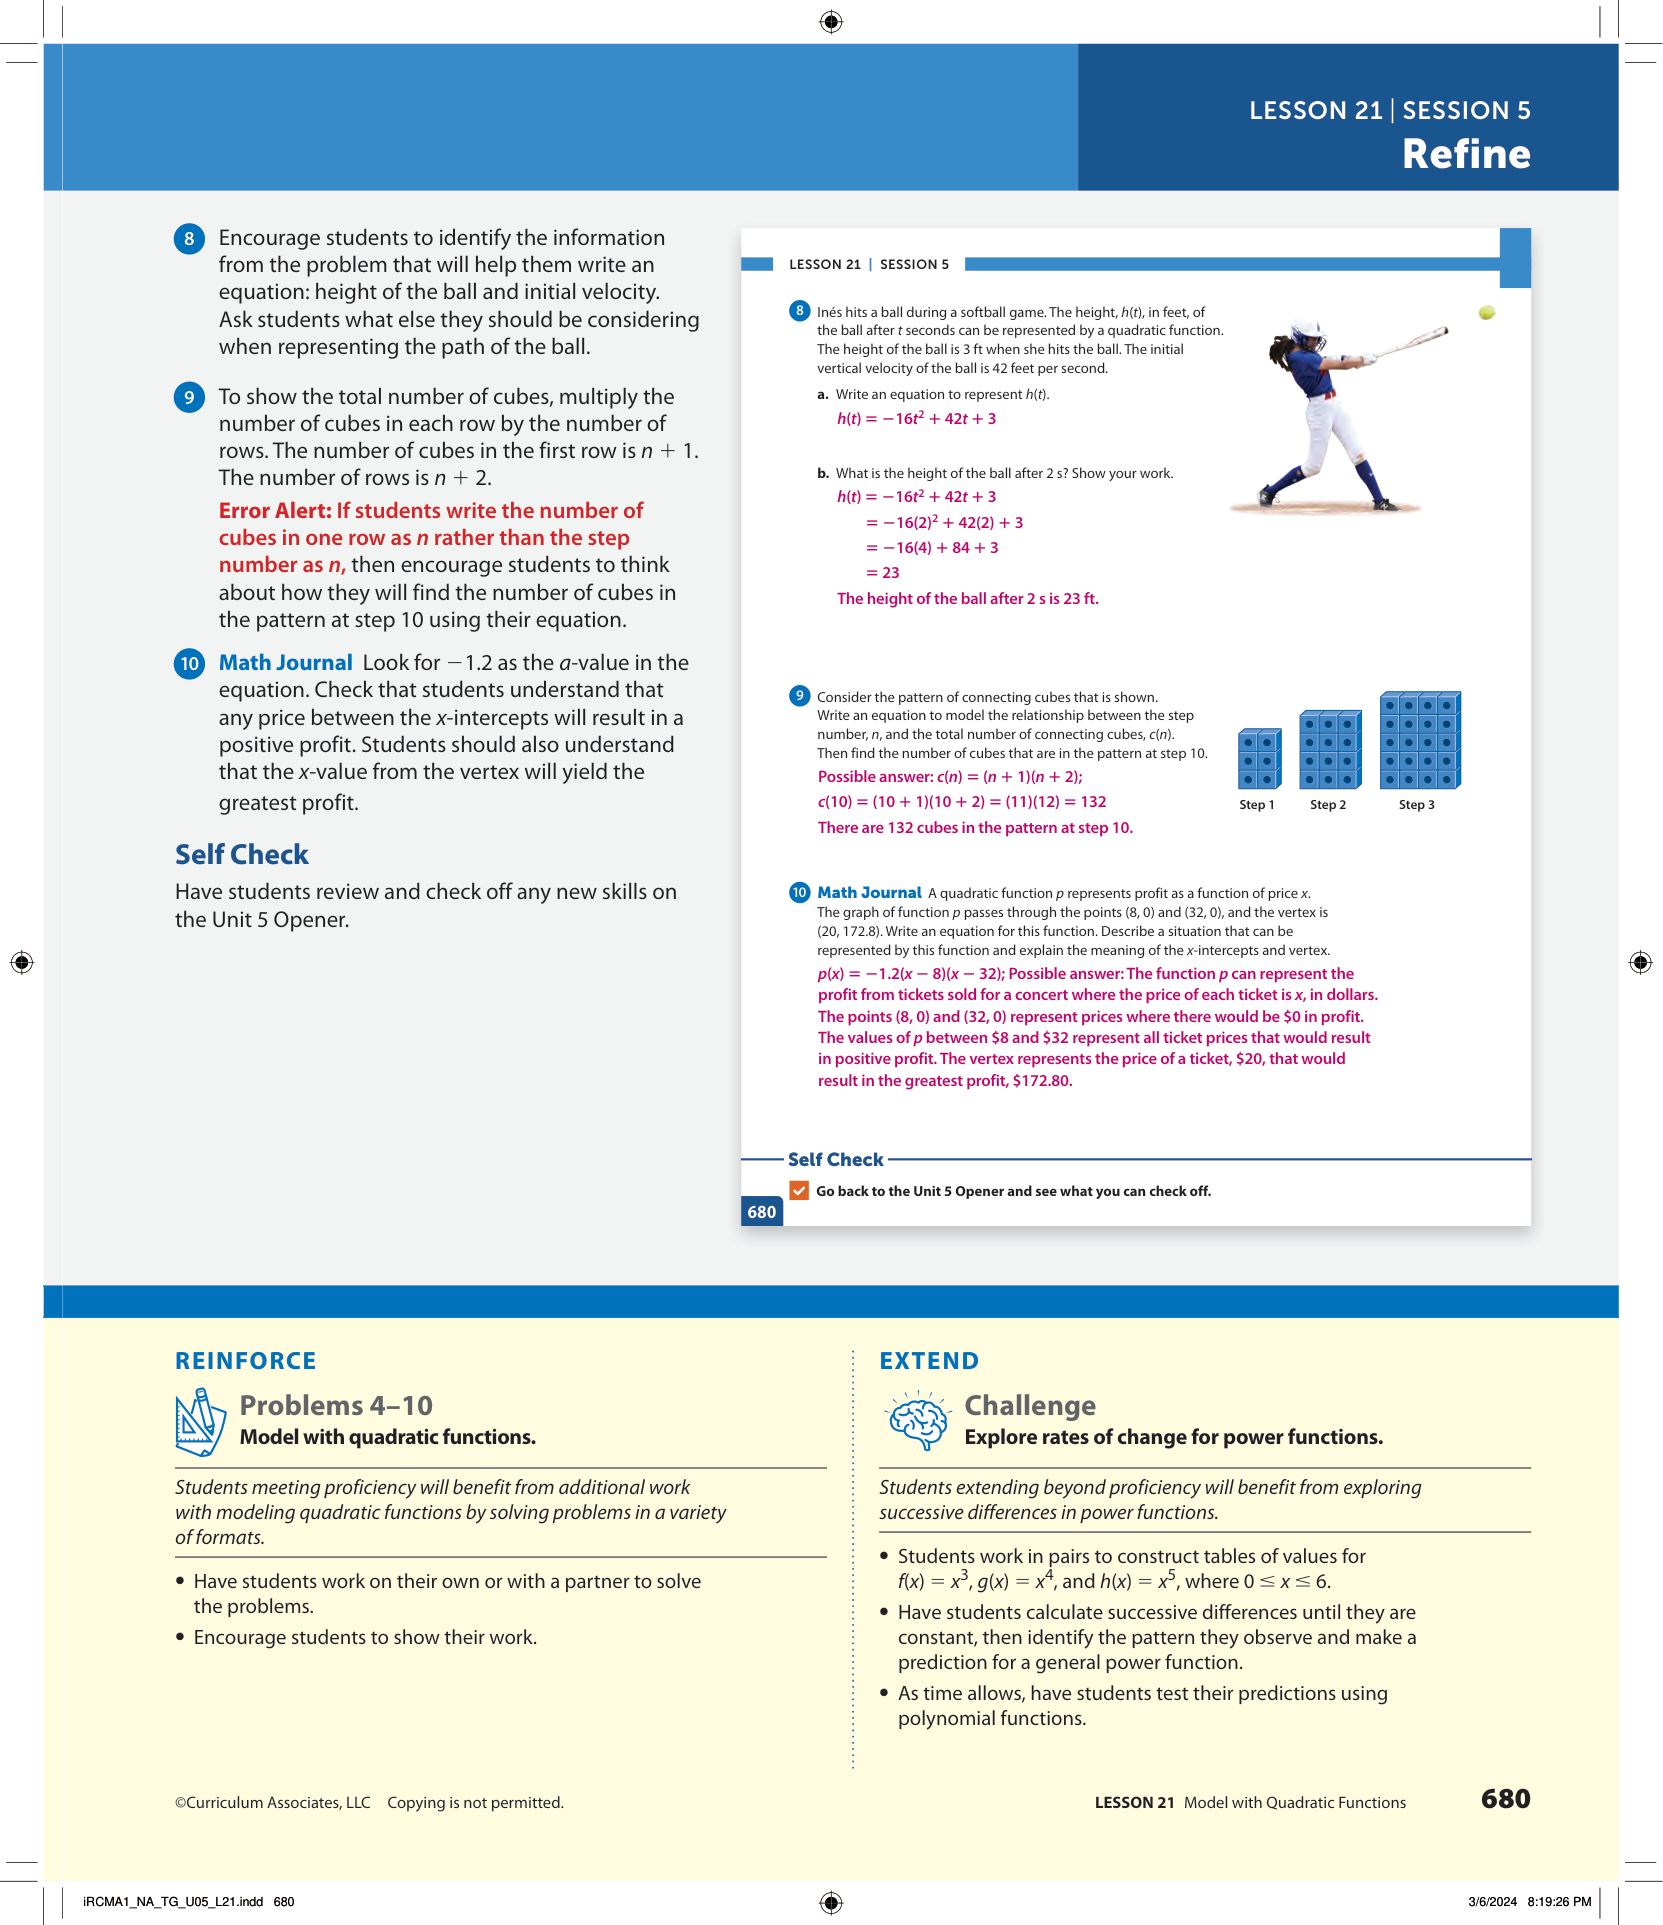 LESSON 21 | SESSION 5
Refine
8 Encourage students to identify the information
from the problem that will help them write an
equation: height of the ball and initial velocity.
Ask students what else they should be considering
when representing the path of the ball.
9 To show the total number of cubes, multiply the
number of cubes in each row by the number of
rows. The number of cubes in the first row is n + 1.
The number of rows is n + 2.
Error Alert: If students write the number of
cubes in one row as n rather than the step
number as n, then encourage students to think
about how they will find the number of cubes in
the pattern at step 10 using their equation.
10 Math Journal Look for −1.2 as the a-value in the
equation. Check that students understand that
any price between the x-intercepts will result in a
positive profit. Students should also understand
that the x-value from the vertex will yield the
greatest profit.
Self Check
Have students review and check off any new skills on
the Unit 5 Opener.
LESSON 21 | SESSION 5
8 Inés hits a ball during a softball game. The height, h(t), in feet, of
the ball after t seconds can be represented by a quadratic function.
The height of the ball is 3 ft when she hits the ball. The initial
vertical velocity of the ball is 42 feet per second.
a. Write an equation to represent h(t).
h(t) = −16t² + 42t + 3
b. What is the height of the ball after 2 s? Show your work.
h(t) = −16t² + 42t + 3
= −16(2)² + 42(2) + 3
= −16(4) + 84 + 3
= 23
The height of the ball after 2 s is 23 ft.
9 Consider the pattern of connecting cubes that is shown.
Write an equation to model the relationship between the step
number, n, and the total number of connecting cubes, c(n).
Then find the number of cubes that are in the pattern at step 10.
Possible answer: c(n) = (n + 1)(n + 2);
c(10) = (10 + 1)(10 + 2) = (11)(12) = 132
There are 132 cubes in the pattern at step 10.
Step 1 Step 2 Step 3
10 Math Journal A quadratic function p represents profit as a function of price x.
The graph of function p passes through the points (8, 0) and (32, 0), and the vertex is
(20, 172.8). Write an equation for this function. Describe a situation that can be
represented by this function and explain the meaning of the x-intercepts and vertex.
p(x) = −1.2(x − 8)(x − 32); Possible answer: The function p can represent the
profit from tickets sold for a concert where the price of each ticket is x, in dollars.
The points (8, 0) and (32, 0) represent prices where there would be $0 in profit.
The values of p between $8 and $32 represent all ticket prices that would result
in positive profit. The vertex represents the price of a ticket, $20, that would
result in the greatest profit, $172.80.
Self Check
Go back to the Unit 5 Opener and see what you can check off.
680
REINFORCE
Problems 4–10
Model with quadratic functions.
Students meeting proficiency will benefit from additional work
with modeling quadratic functions by solving problems in a variety
of formats.
• Have students work on their own or with a partner to solve
the problems.
• Encourage students to show their work.
EXTEND
Challenge
Explore rates of change for power functions.
Students extending beyond proficiency will benefit from exploring
successive differences in power functions.
• Students work in pairs to construct tables of values for
f(x) = x³, g(x) = x⁴, and h(x) = x⁵, where 0 ≤ x ≤ 6.
• Have students calculate successive differences until they are
constant, then identify the pattern they observe and make a
prediction for a general power function.
• As time allows, have students test their predictions using
polynomial functions.
©Curriculum Associates, LLC Copying is not permitted.
LESSON 21 Model with Quadratic Functions 680
iRCMA1_NA_TG_U05_L21.indd 680
3/6/2024 8:19:26 PM